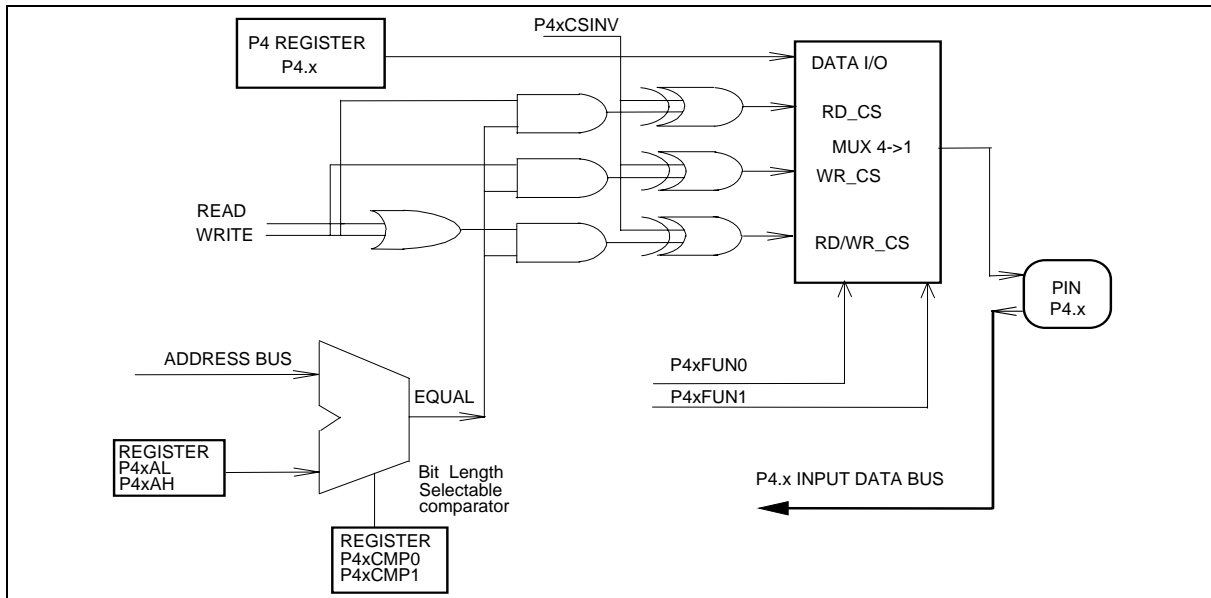 P4 REGISTER
P4.x
P4xCSINV
DATA I/O
RD_CS
MUX 4->1
WR_CS
RD/WR_CS
READ
WRITE
PIN
P4.x
ADDRESS BUS
EQUAL
P4xFUN0
P4xFUN1
REGISTER
P4xAL
P4xAH
Bit Length
Selectable
comparator
P4.x INPUT DATA BUS
REGISTER
P4xCMP0
P4xCMP1